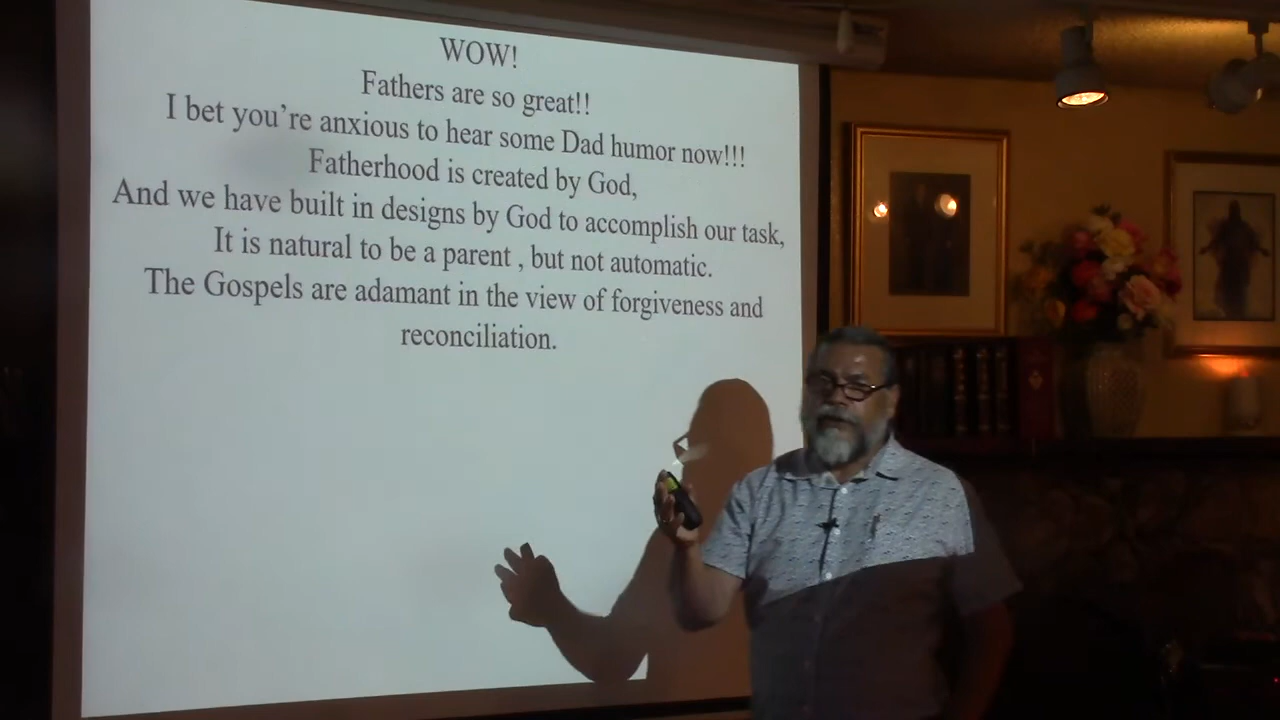 WOW!
Fathers are so great!!
I bet you're anxious to hear some Dad humor now!!!
Fatherhood is created by God,
And we have built in designs by God to accomplish our task,
It is natural to be a parent , but not automatic.
The Gospels are adamant in the view of forgiveness and
reconciliation.